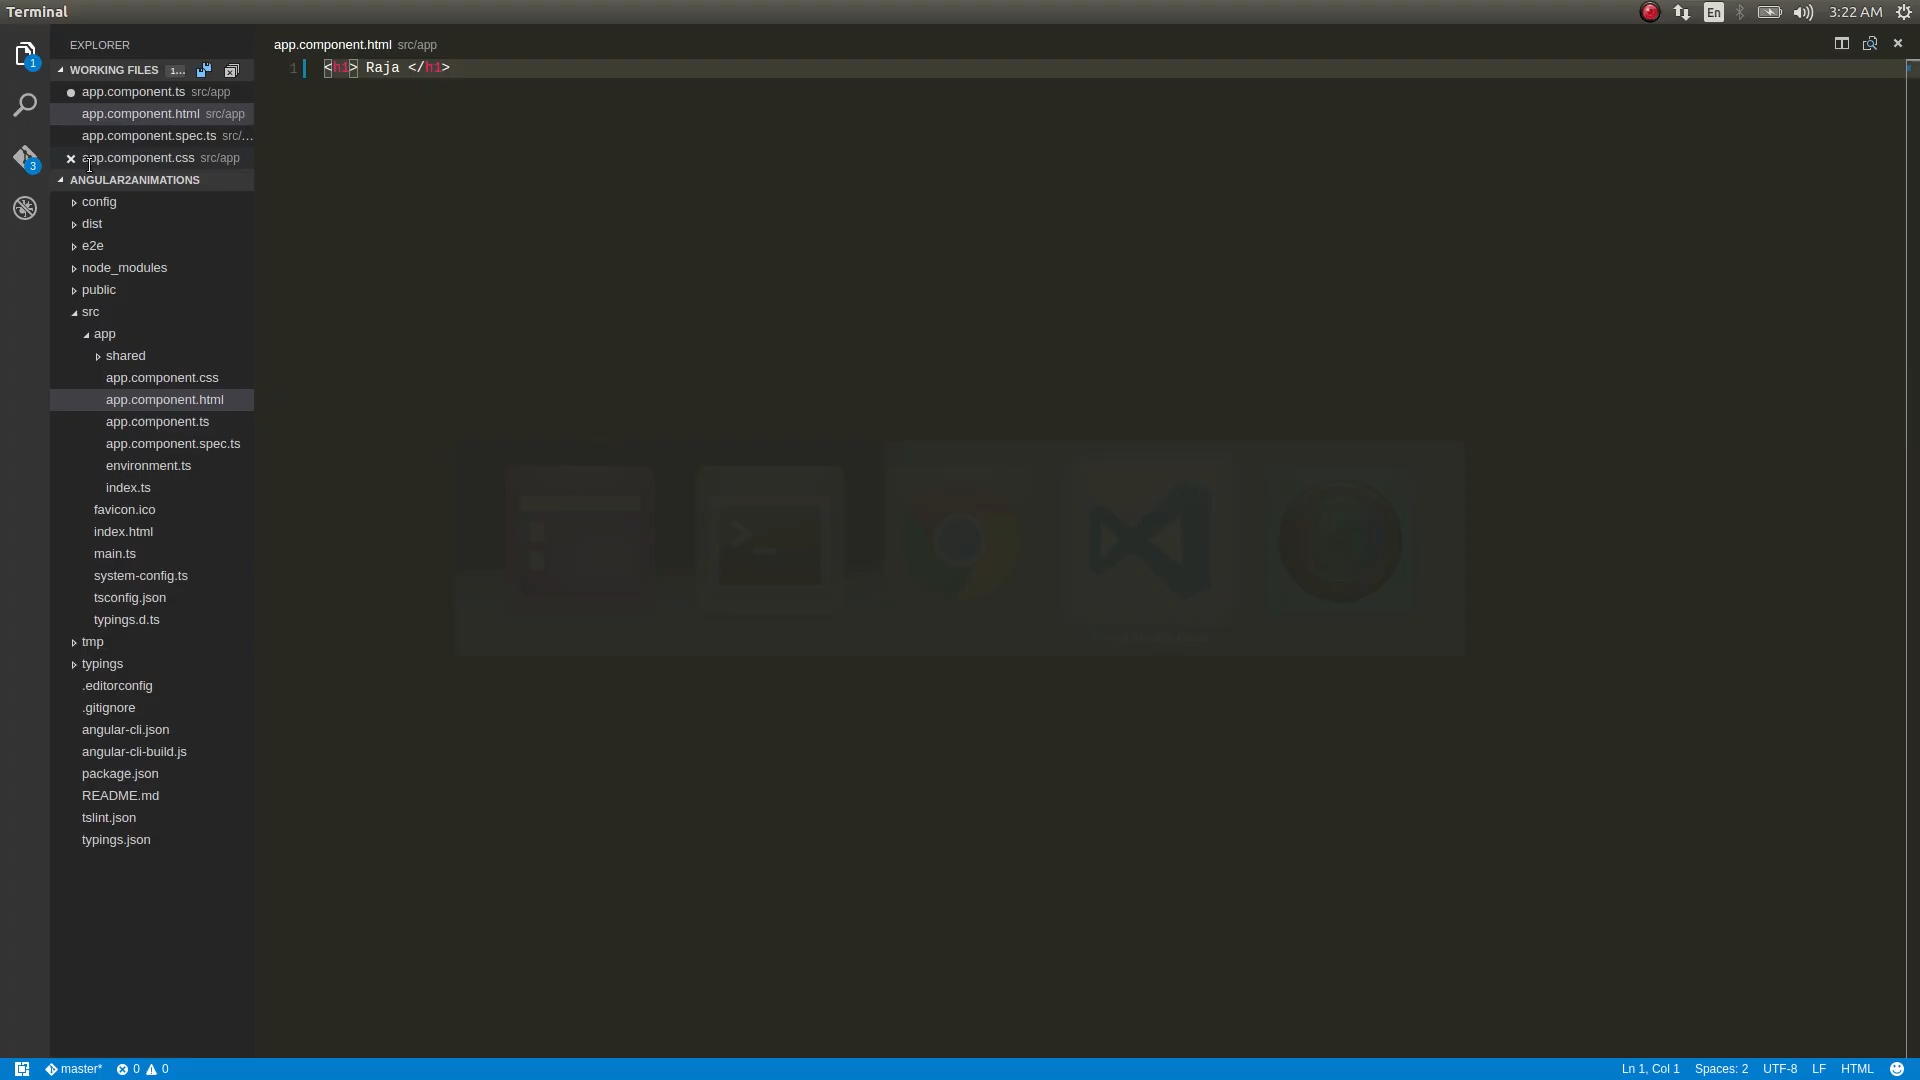 Terminal
En
3:22 AM
EXPLORER
WORKING FILES 1...
app.component.ts src/app
app.component.html src/app
app.component.spec.ts src/...
app.component.css src/app
ANGULAR2ANIMATIONS
config
dist
e2e
node_modules
public
src
app
shared
app.component.css
app.component.html
app.component.ts
app.component.spec.ts
environment.ts
index.ts
favicon.ico
index.html
main.ts
system-config.ts
tsconfig.json
typings.d.ts
tmp
typings
.editorconfig
.gitignore
angular-cli.json
angular-cli-build.js
package.json
README.md
tslint.json
typings.json
1
3
app.component.html src/app
1 <h1> Raja </h1>
master* 0 0
Ln 1, Col 1 Spaces: 2 UTF-8 LF HTML